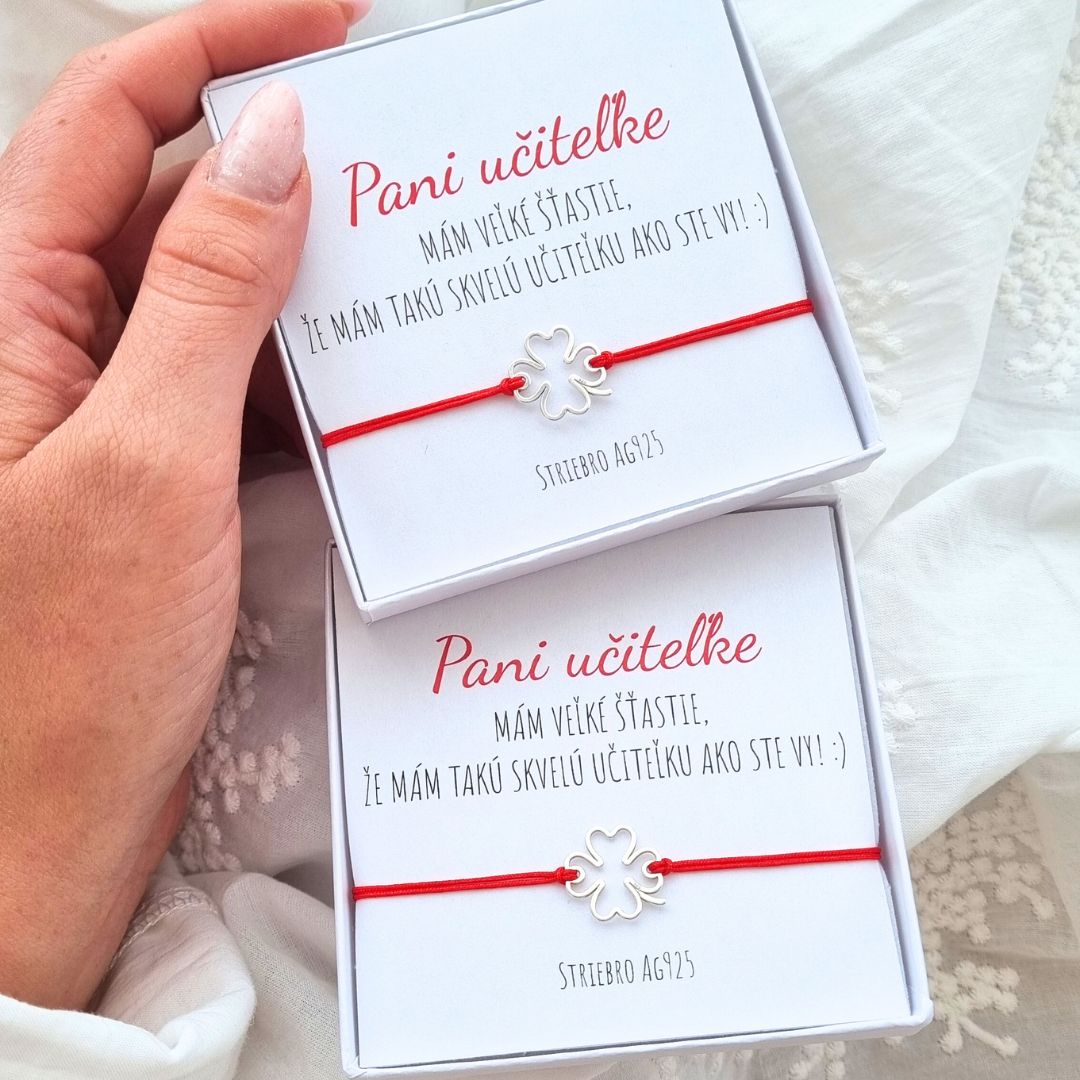 Pani učiteľke
MÁM VEĽKÉ ŠŤASTIE,
ŽE MÁM TAKÚ SKVELÚ UČITEĽKU AKO STE VY! :)
STRIEBRO AG925
Pani učiteľke
MÁM VEĽKÉ ŠŤASTIE,
ŽE MÁM TAKÚ SKVELÚ UČITEĽKU AKO STE VY! :)
STRIEBRO AG925